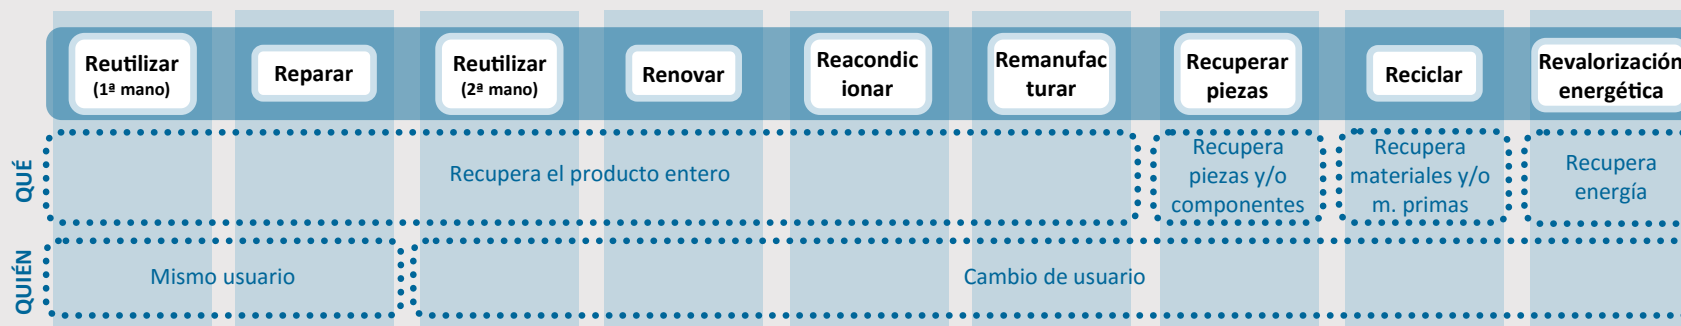 Reutilizar
(1ª mano)
Reparar
Reutilizar
(2ª mano)
Renovar
Reacondic
ionar
Remanufac
turar
Recuperar
piezas
Reciclar
Revalorización
energética
QUÉ
Recupera el producto entero
Recupera
piezas y/o
componentes
Recupera
materiales y/o
m. primas
Recupera
energía
QUIÉN
Mismo usuario
Cambio de usuario